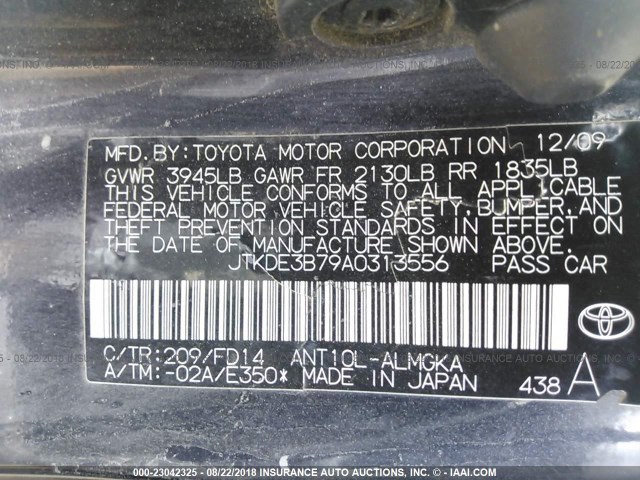 MFD.BY:TOYOTA MOTOR CORPORATION 12/09
GVWR 3945LB GAWR FR 2130LB RR 1835LB
THIS VEHICLE CONFORMS TO ALL APPLICABLE
FEDERAL MOTOR VEHICLE SAFETY,BUMPER,AND
THEFT PREVENTION STANDARDS IN EFFECT ON
THE DATE OF MANUFACTURE SHOWN ABOVE.
JTKDE3B79A0313556 PASS CAR
C/TR:209/FD14 ANT10L-ALMGKA
A/TM:-02A/E350* MADE IN JAPAN 438 A
000-23042325 - 08/22/2018 - INSURANCE AUTO AUCTIONS, INC. - © IAAI.COM